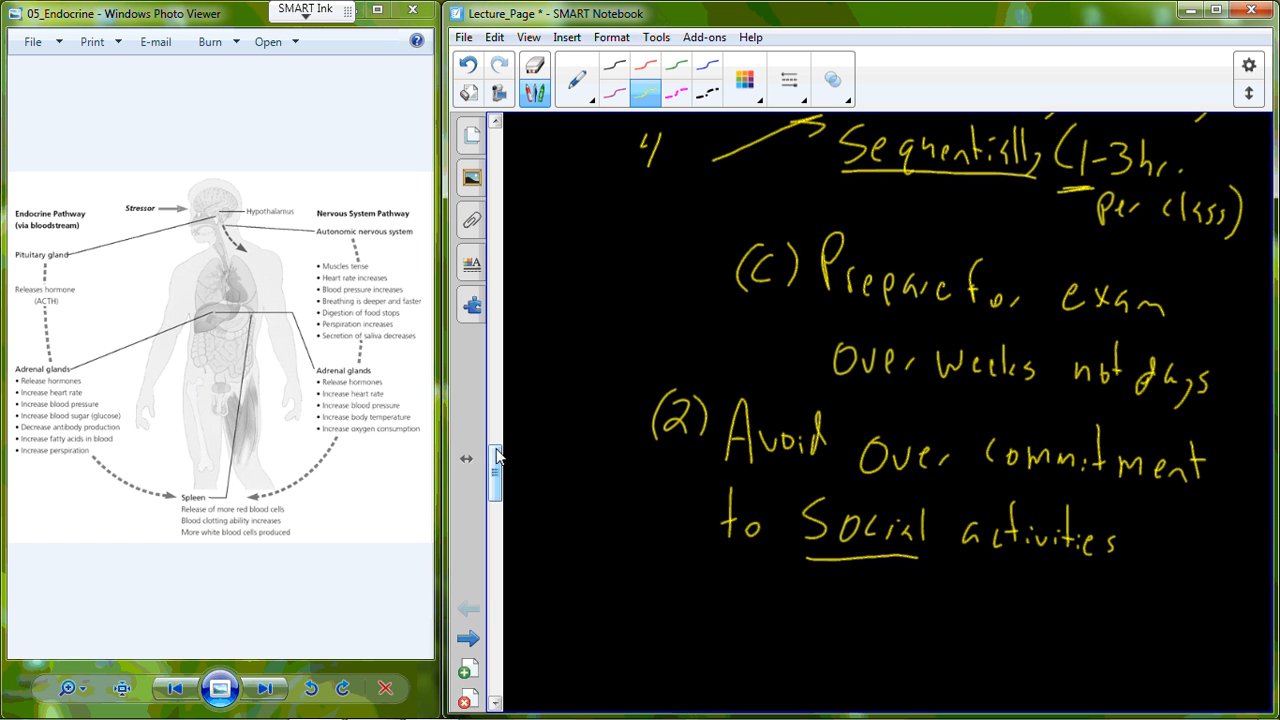 05_Endocrine - Windows Photo Viewer
SMART Ink
File Print E-mail Burn Open
Endocrine Pathway
(via bloodstream)
Stressor
Hypothalamus
Nervous System Pathway
Autonomic nervous system
Pituitary gland
Releases hormone
(ACTH)
• Muscles tense
• Heart rate increases
• Blood pressure increases
• Breathing is deeper and faster
• Digestion of food stops
• Perspiration increases
• Secretion of saliva decreases
Adrenal glands
• Release hormones
• Increase heart rate
• Increase blood pressure
• Increase blood sugar (glucose)
• Decrease antibody production
• Increase fatty acids in blood
• Increase perspiration
Adrenal glands
• Release hormones
• Increase heart rate
• Increase blood pressure
• Increase body temperature
• Increase oxygen consumption
Spleen
Release of more red blood cells
Blood clotting ability increases
More white blood cells produced
Lecture_Page * - SMART Notebook
File Edit View Insert Format Tools Add-ons Help
4 Sequentially (1-3 hr.
per class)
(C) Prepare for exam
Over weeks not days
(2) Avoid Over commitment
to Social activities